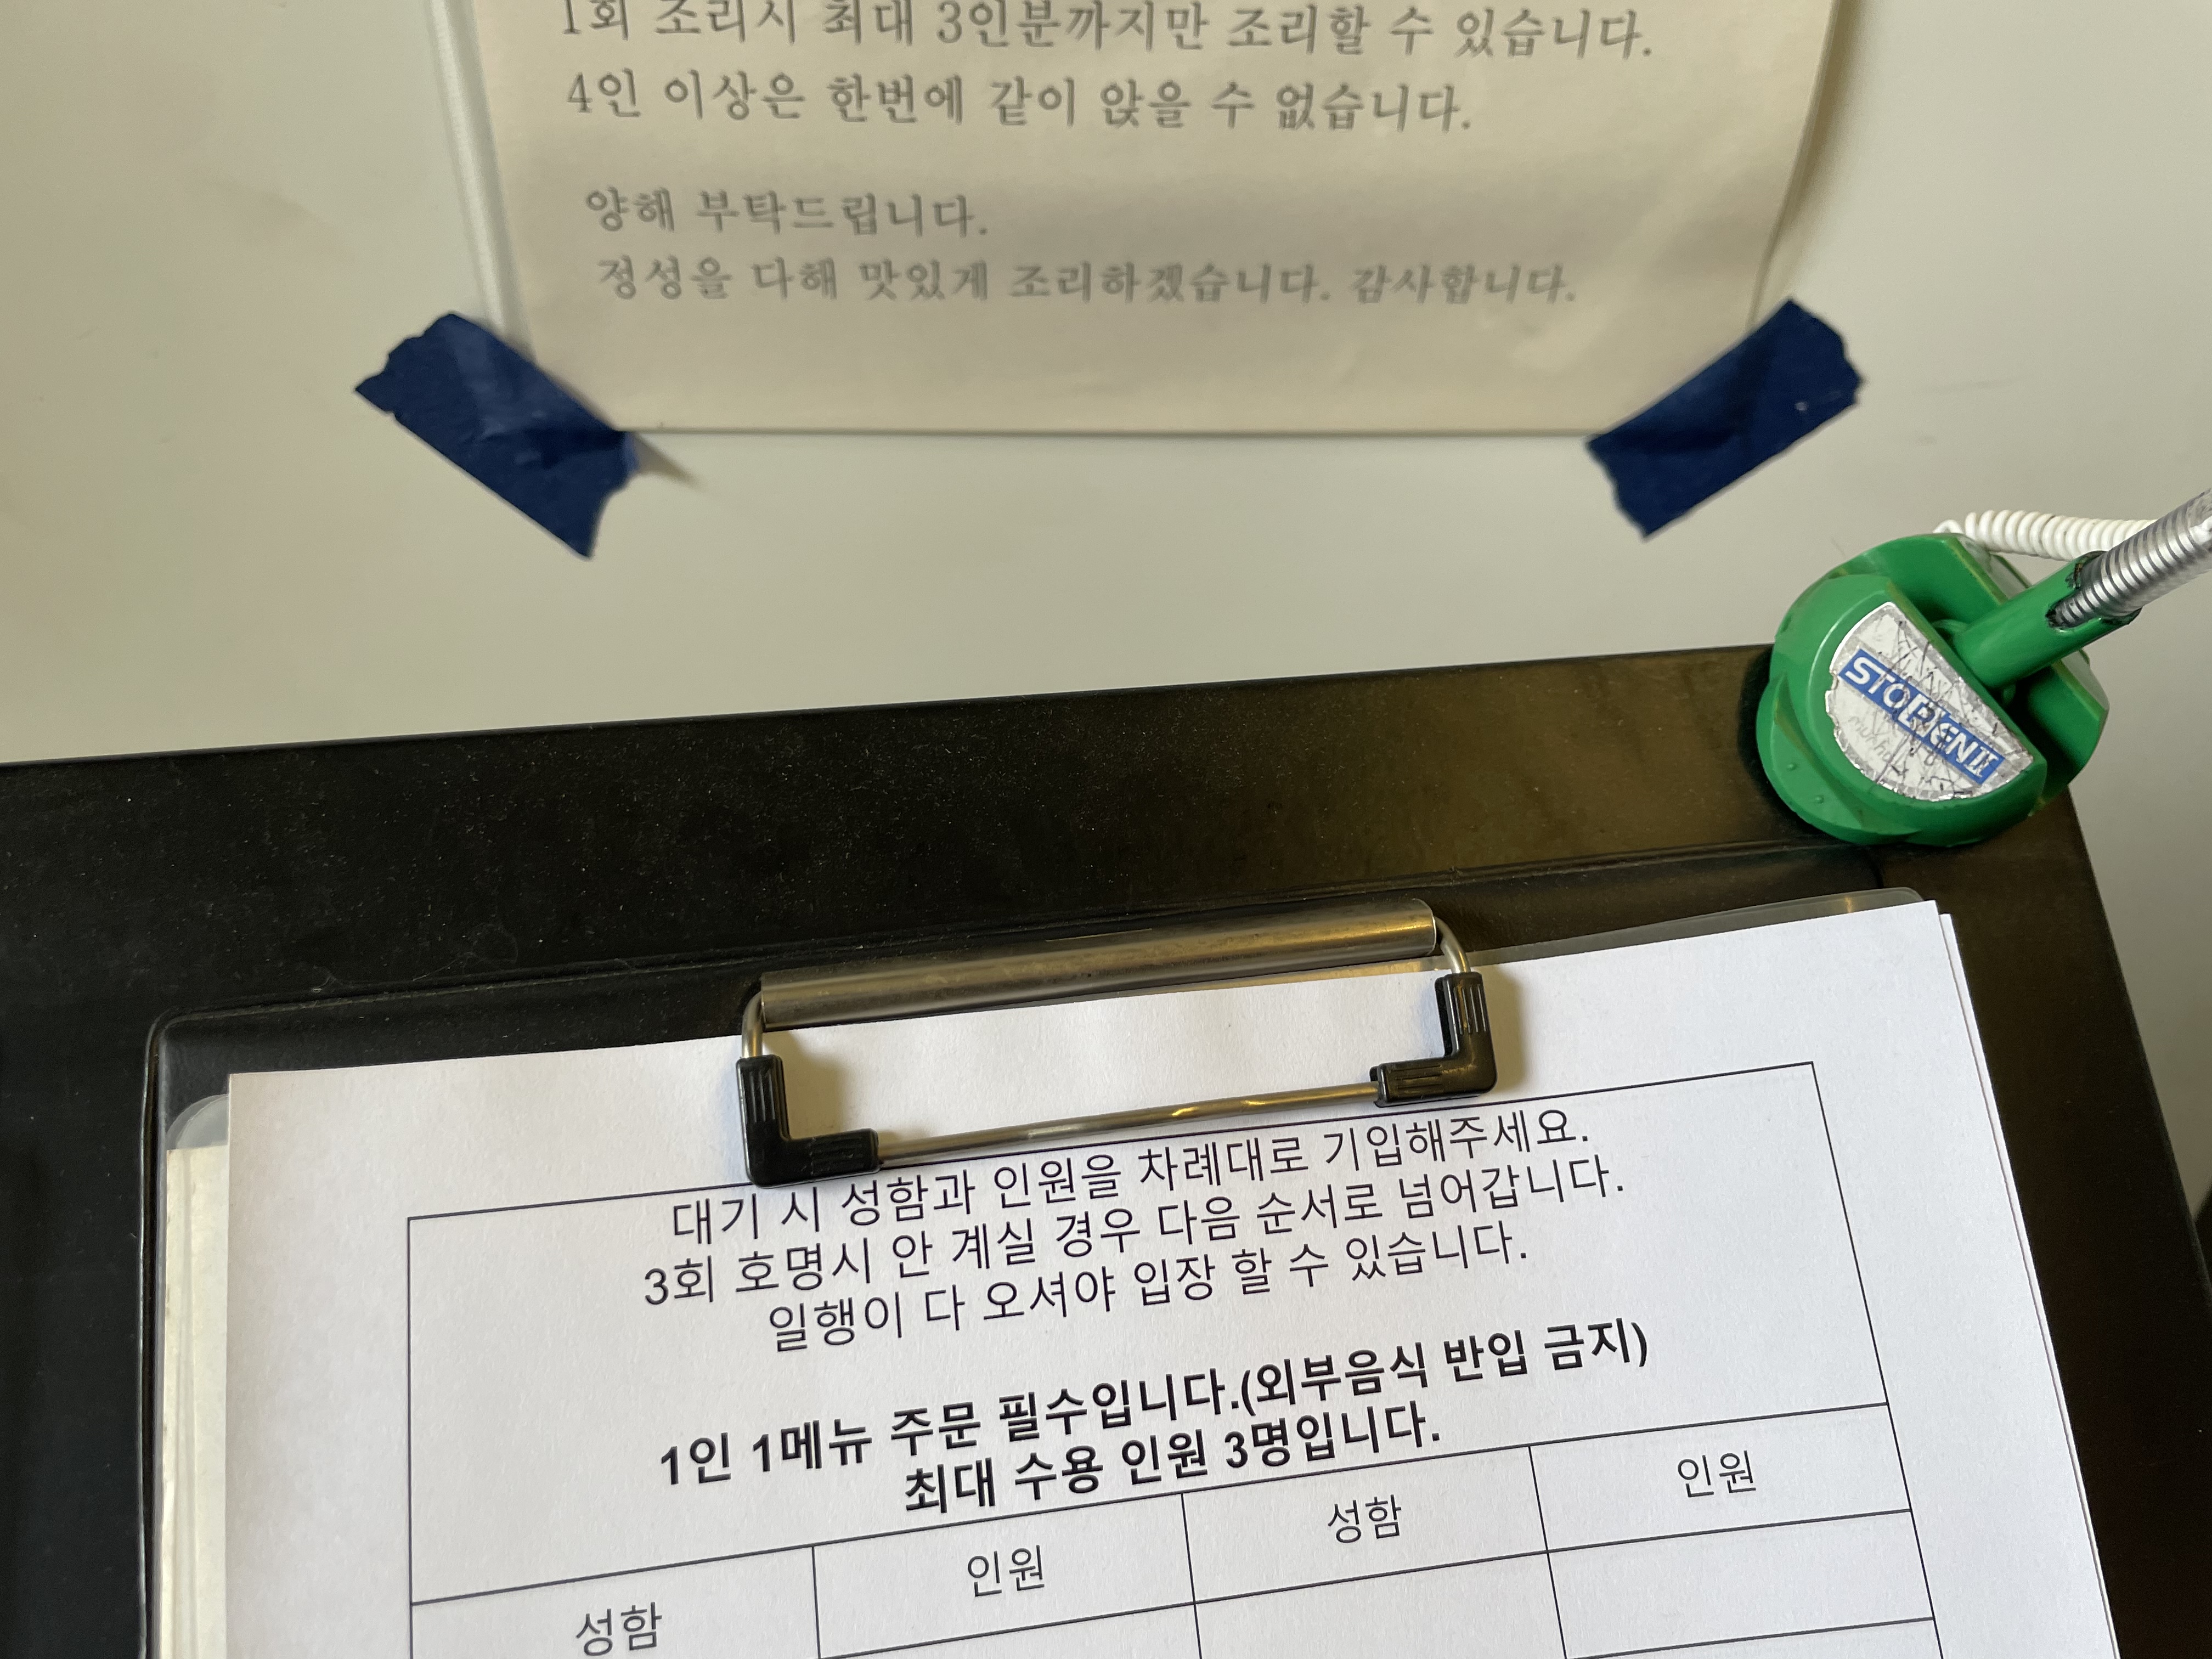 1회 조리시 최대 3인분까지만 조리할 수 있습니다.
4인 이상은 한번에 같이 앉을 수 없습니다.
양해 부탁드립니다.
정성을 다해 맛있게 조리하겠습니다. 감사합니다.
STOPEN II
대기 시 성함과 인원을 차례대로 기입해주세요.
3회 호명시 안 계실 경우 다음 순서로 넘어갑니다.
일행이 다 오셔야 입장 할 수 있습니다.
1인 1메뉴 주문 필수입니다.(외부음식 반입 금지)
최대 수용 인원 3명입니다.
성함 인원 성함 인원